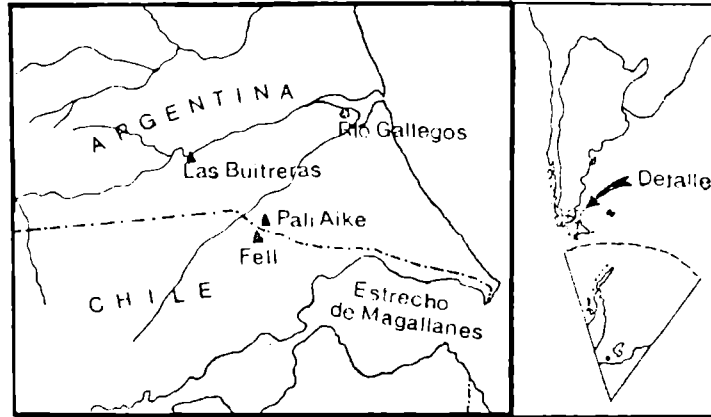 ARGENTINA
Río Gallegos
Las Buitreras
Pali Aike
Fell
CHILE
Estrecho
de Magallanes
Detalle